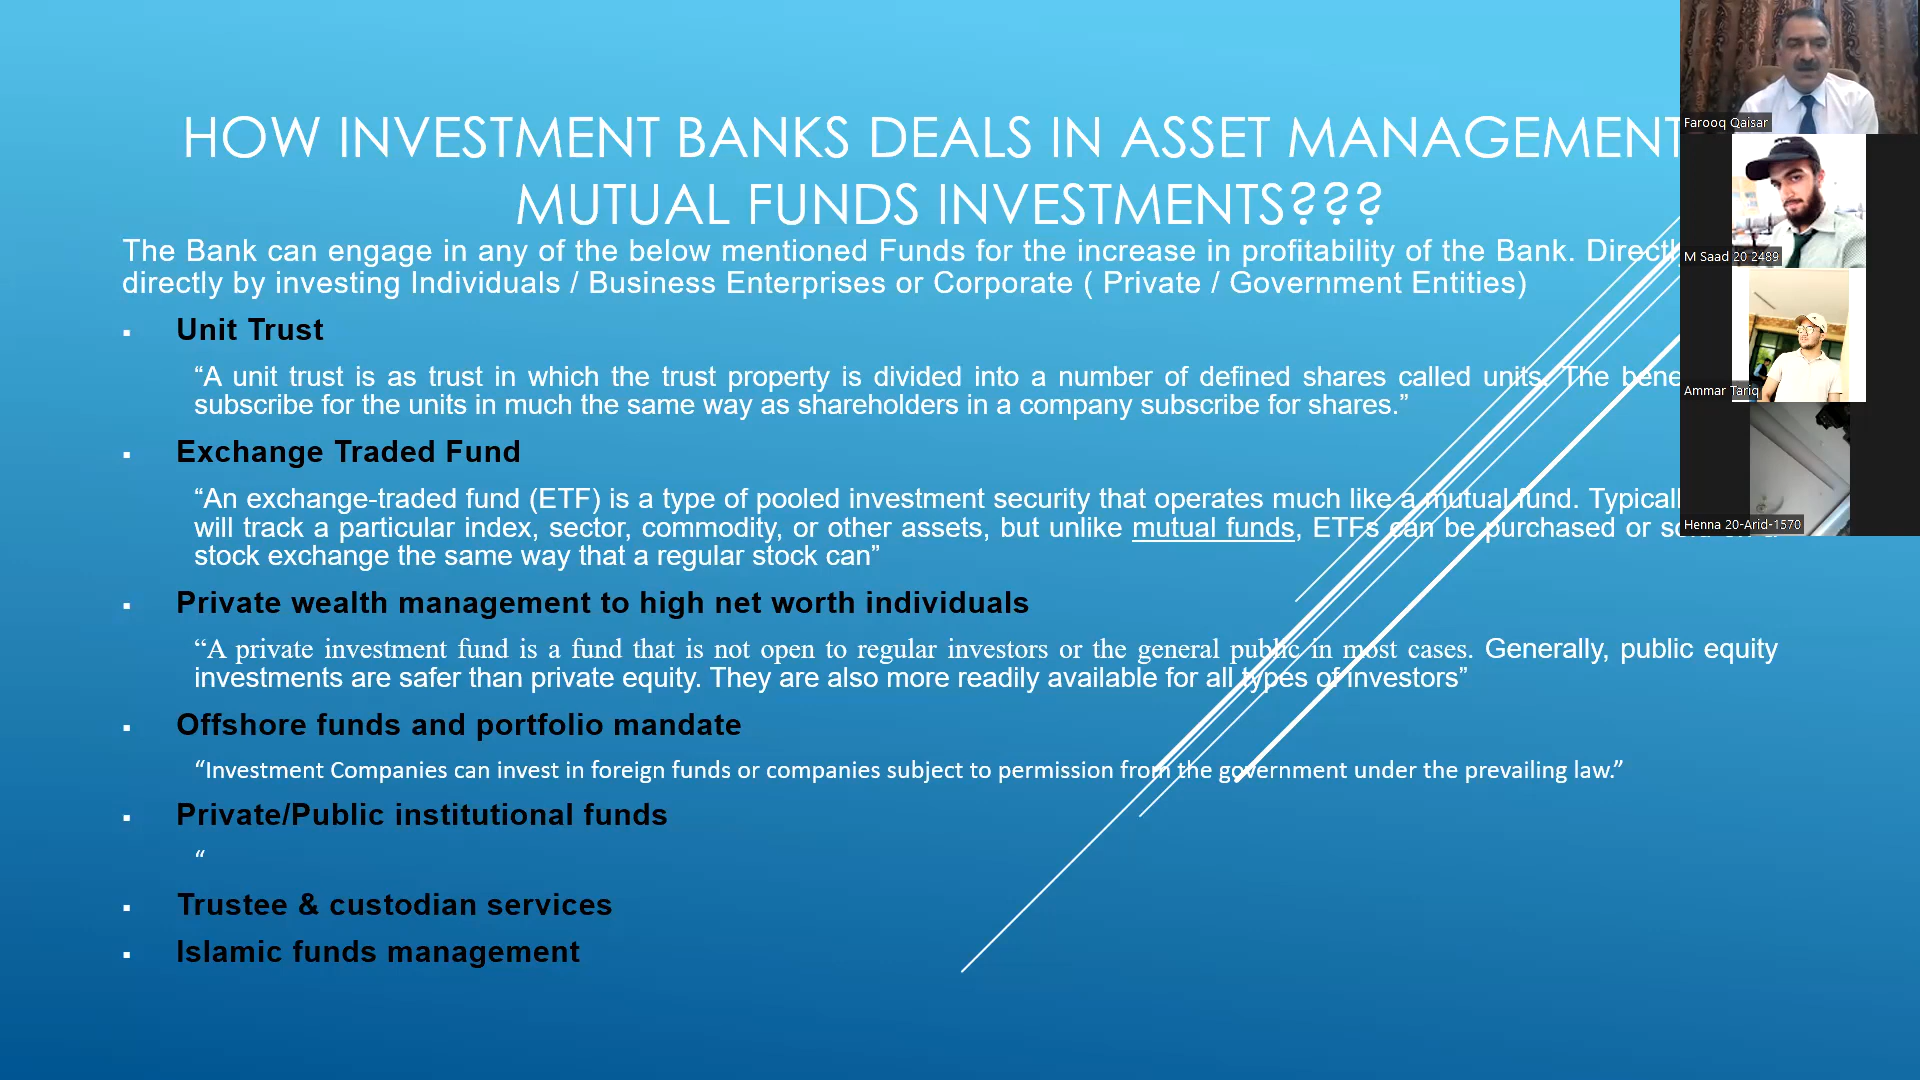 HOW INVESTMENT BANKS DEALS IN ASSET MANAGEMENT
MUTUAL FUNDS INVESTMENTS???
The Bank can engage in any of the below mentioned Funds for the increase in profitability of the Bank.
directly by investing Individuals / Business Enterprises or Corporate ( Private / Government Entities)
▪ Unit Trust
“A unit trust is as trust in which the trust property is divided into a number of defined shares called units. The
subscribe for the units in much the same way as shareholders in a company subscribe for shares.”
▪ Exchange Traded Fund
“An exchange-traded fund (ETF) is a type of pooled investment security that operates much like a mutual fund.
will track a particular index, sector, commodity, or other assets, but unlike mutual funds, ETFs can be purchased or
stock exchange the same way that a regular stock can”
▪ Private wealth management to high net worth individuals
“A private investment fund is a fund that is not open to regular investors or the general public in most cases. Generally, public equity
investments are safer than private equity. They are also more readily available for all types of investors”
▪ Offshore funds and portfolio mandate
“Investment Companies can invest in foreign funds or companies subject to permission from the government under the prevailing law.”
▪ Private/Public institutional funds
“
▪ Trustee & custodian services
▪ Islamic funds management
Farooq Qaisar
M Saad 20 2489
Ammar Tariq
Henna 20-Arid-1570